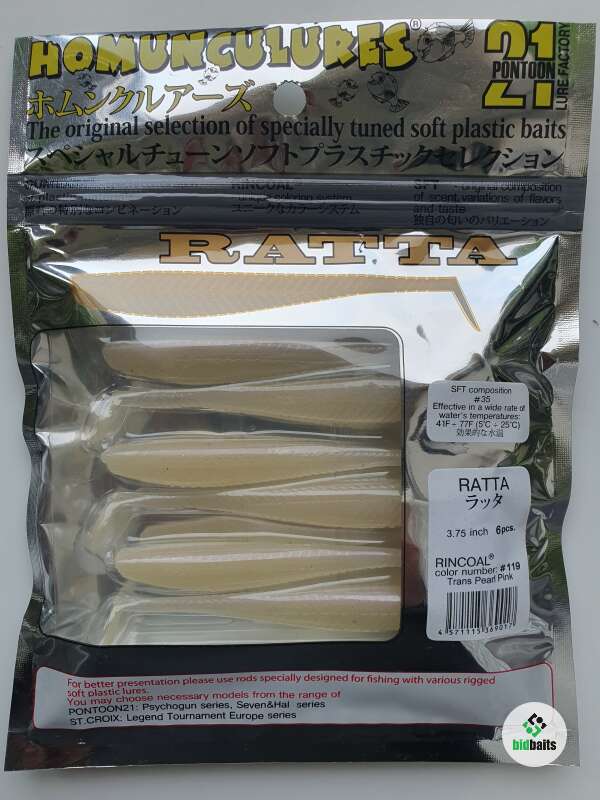 HOMUNCULURES®
ホムンクルアーズ
21
PONTOON
LURE FACTORY
The original selection of specially tuned soft plastic baits
スペシャルチューンソフトプラスチックセレクション
RINCOAL
unique coloring system
ユニークなカラーシステム
SFT - original composition
of scent, variations of flavors
and taste
独自の匂いのバリエーション
RATTA
SFT composition
#35
Effective in a wide rate of
water's temperatures:
41F ÷ 77F (5°C ÷ 25°C)
効果的な水温
RATTA
ラッタ
3.75 inch 6pcs.
RINCOAL®
color number: #119
Trans Pearl Pink
4 571115 369017
For better presentation please use rods specially designed for fishing with various rigged
soft plastic lures.
You may choose necessary models from the range of
PONTOON21: Psychogun series, Seven&Hal series
ST.CROIX: Legend Tournament Europe series
bidbaits